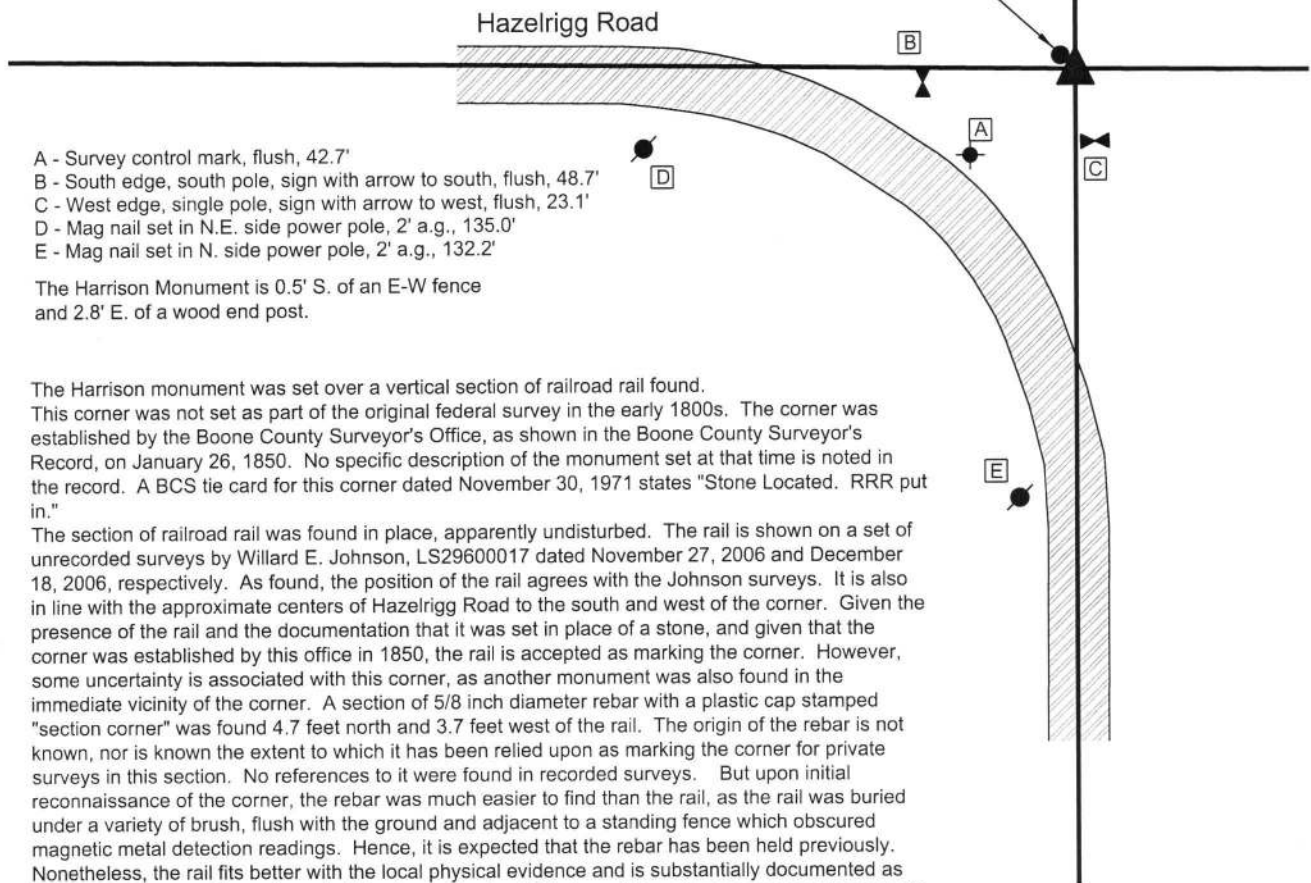 Hazelrigg Road
B
A
C
D
A - Survey control mark, flush, 42.7'
B - South edge, south pole, sign with arrow to south, flush, 48.7'
C - West edge, single pole, sign with arrow to west, flush, 23.1'
D - Mag nail set in N.E. side power pole, 2' a.g., 135.0'
E - Mag nail set in N. side power pole, 2' a.g., 132.2'
The Harrison Monument is 0.5' S. of an E-W fence
and 2.8' E. of a wood end post.
The Harrison monument was set over a vertical section of railroad rail found.
This corner was not set as part of the original federal survey in the early 1800s. The corner was
established by the Boone County Surveyor's Office, as shown in the Boone County Surveyor's
Record, on January 26, 1850. No specific description of the monument set at that time is noted in
the record. A BCS tie card for this corner dated November 30, 1971 states "Stone Located. RRR put
in."
E
The section of railroad rail was found in place, apparently undisturbed. The rail is shown on a set of
unrecorded surveys by Willard E. Johnson, LS29600017 dated November 27, 2006 and December
18, 2006, respectively. As found, the position of the rail agrees with the Johnson surveys. It is also
in line with the approximate centers of Hazelrigg Road to the south and west of the corner. Given the
presence of the rail and the documentation that it was set in place of a stone, and given that the
corner was established by this office in 1850, the rail is accepted as marking the corner. However,
some uncertainty is associated with this corner, as another monument was also found in the
immediate vicinity of the corner. A section of 5/8 inch diameter rebar with a plastic cap stamped
"section corner" was found 4.7 feet north and 3.7 feet west of the rail. The origin of the rebar is not
known, nor is known the extent to which it has been relied upon as marking the corner for private
surveys in this section. No references to it were found in recorded surveys. But upon initial
reconnaissance of the corner, the rebar was much easier to find than the rail, as the rail was buried
under a variety of brush, flush with the ground and adjacent to a standing fence which obscured
magnetic metal detection readings. Hence, it is expected that the rebar has been held previously.
Nonetheless, the rail fits better with the local physical evidence and is substantially documented as